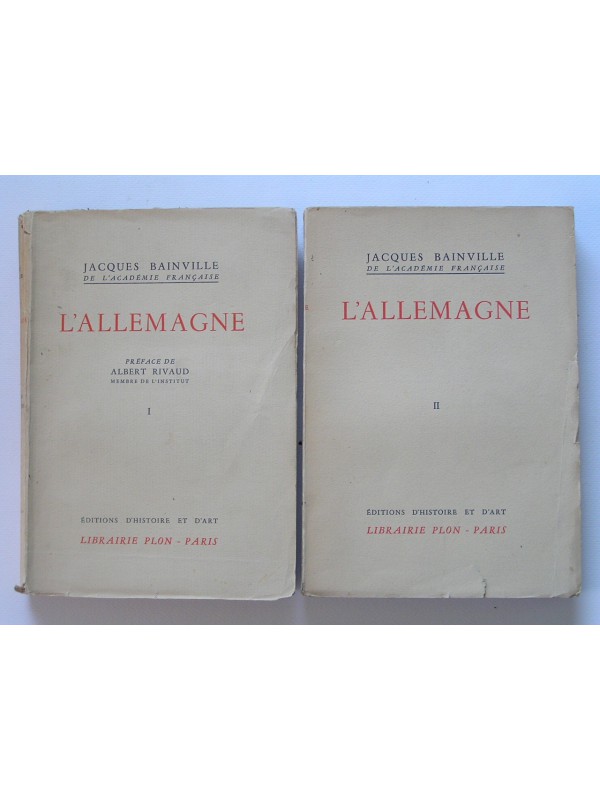 JACQUES BAINVILLE
DE L'ACADÉMIE FRANÇAISE
L'ALLEMAGNE
PRÉFACE DE
ALBERT RIVAUD
MEMBRE DE L'INSTITUT
I
ÉDITIONS D'HISTOIRE ET D'ART
LIBRAIRIE PLON - PARIS
JACQUES BAINVILLE
DE L'ACADÉMIE FRANÇAISE
L'ALLEMAGNE
II
ÉDITIONS D'HISTOIRE ET D'ART
LIBRAIRIE PLON - PARIS